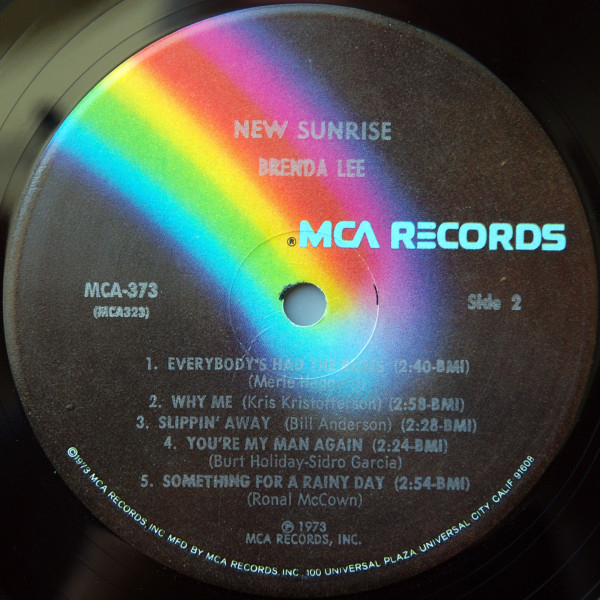 NEW SUNRISE
BRENDA LEE
® MCA RECORDS
MCA-373
(MCA323)
Side 2
1. EVERYBODY'S HAD THE BLUES (2:40-BMI)
(Merle Haggard)
2. WHY ME (Kris Kristofferson) (2:58-BMI)
3. SLIPPIN' AWAY (Bill Anderson) (2:28-BMI)
4. YOU'RE MY MAN AGAIN (2:24-BMI)
(Burt Holiday-Sidro Garcia)
5. SOMETHING FOR A RAINY DAY (2:54-BMI)
(Ronal McCown)
℗ 1973
MCA RECORDS, INC.
©1973 MCA RECORDS, INC. MFD BY MCA RECORDS, INC. 100 UNIVERSAL PLAZA, UNIVERSAL CITY, CALIF. 91608